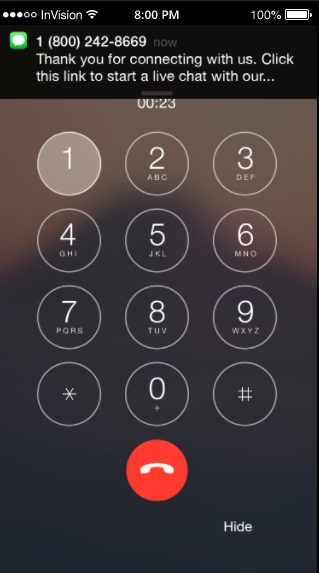 InVision 8:00 PM 100%
1 (800) 242-8669 now
Thank you for connecting with us. Click
this link to start a live chat with our...
00:23
1 2 3
ABC DEF
4 5 6
GHI JKL MNO
7 8 9
PQRS TUV WXYZ
* 0 #
+
Hide